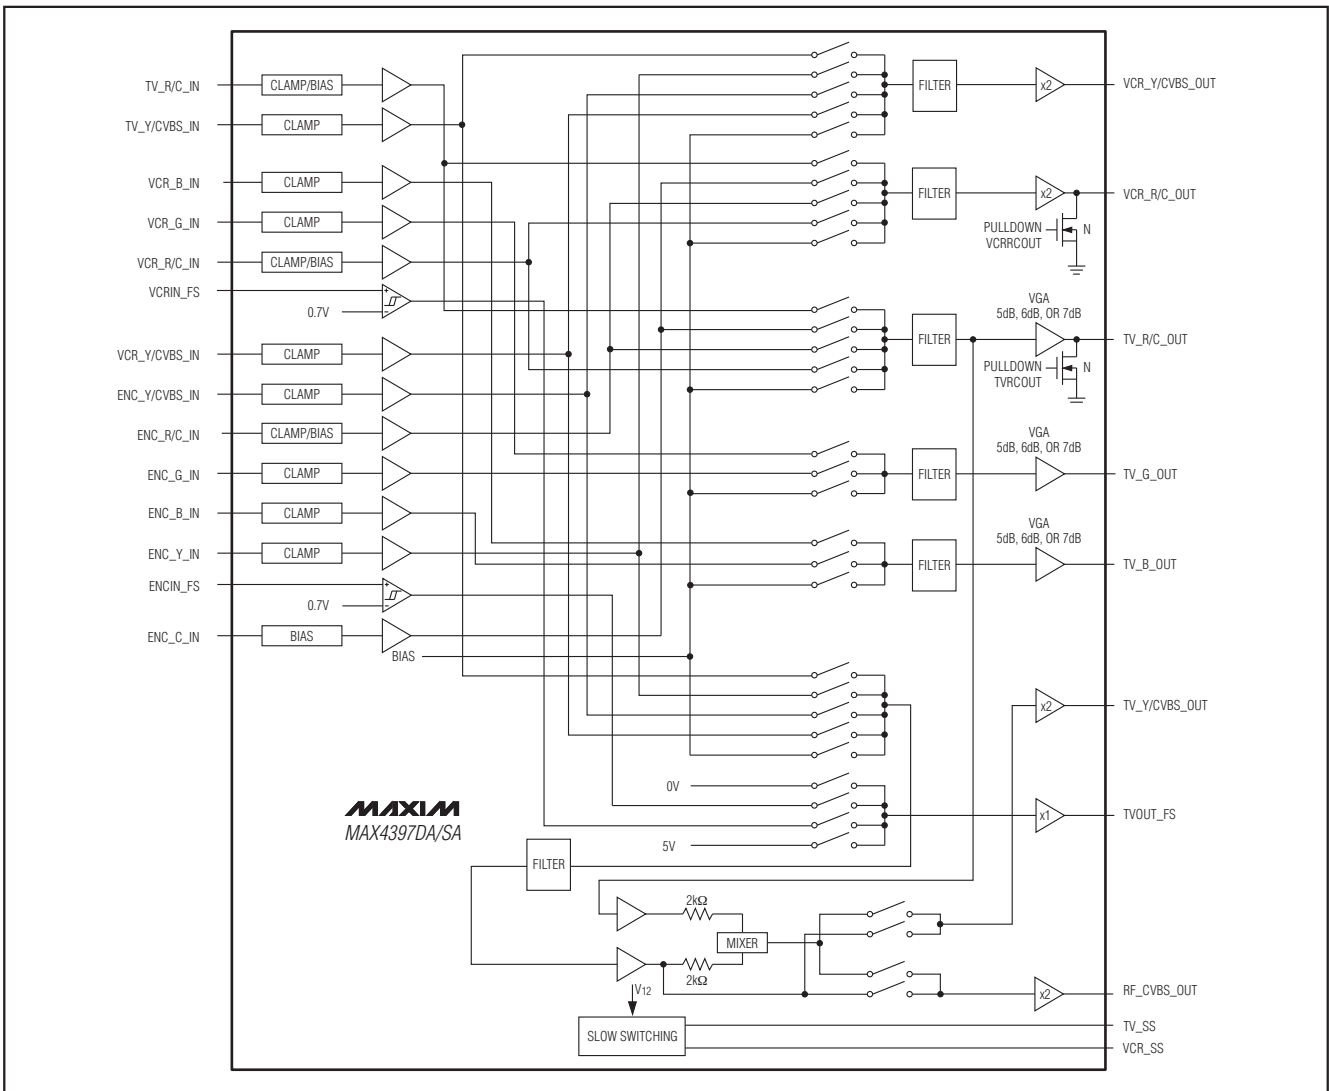 TV_R/C_IN
CLAMP/BIAS
FILTER
x2
VCR_Y/CVBS_OUT
TV_Y/CVBS_IN
CLAMP
VCR_B_IN
CLAMP
FILTER
x2
VCR_R/C_OUT
VCR_G_IN
CLAMP
PULLDOWN
VCRRCOUT
N
VCR_R/C_IN
CLAMP/BIAS
VCRIN_FS
+
−
0.7V
VGA
5dB, 6dB, OR 7dB
FILTER
TV_R/C_OUT
VCR_Y/CVBS_IN
CLAMP
PULLDOWN
TVRCOUT
N
ENC_Y/CVBS_IN
CLAMP
ENC_R/C_IN
CLAMP/BIAS
VGA
5dB, 6dB, OR 7dB
ENC_G_IN
CLAMP
FILTER
TV_G_OUT
ENC_B_IN
CLAMP
VGA
5dB, 6dB, OR 7dB
ENC_Y_IN
CLAMP
FILTER
TV_B_OUT
ENCIN_FS
+
−
0.7V
ENC_C_IN
BIAS
BIAS
x2
TV_Y/CVBS_OUT
0V
MAXIM
MAX4397DA/SA
x1
TVOUT_FS
5V
FILTER
2kΩ
MIXER
2kΩ
V12
x2
RF_CVBS_OUT
SLOW SWITCHING
TV_SS
VCR_SS